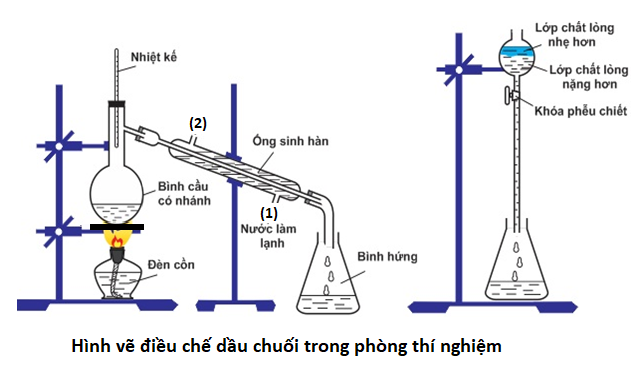 Nhiệt kế
(2)
Ống sinh hàn
Bình cầu
có nhánh
(1)
Nước làm
lạnh
Đèn cồn
Bình hứng
Lớp chất lỏng
nhẹ hơn
Lớp chất lỏng
nặng hơn
Khóa phễu chiết
Hình vẽ điều chế dầu chuối trong phòng thí nghiệm